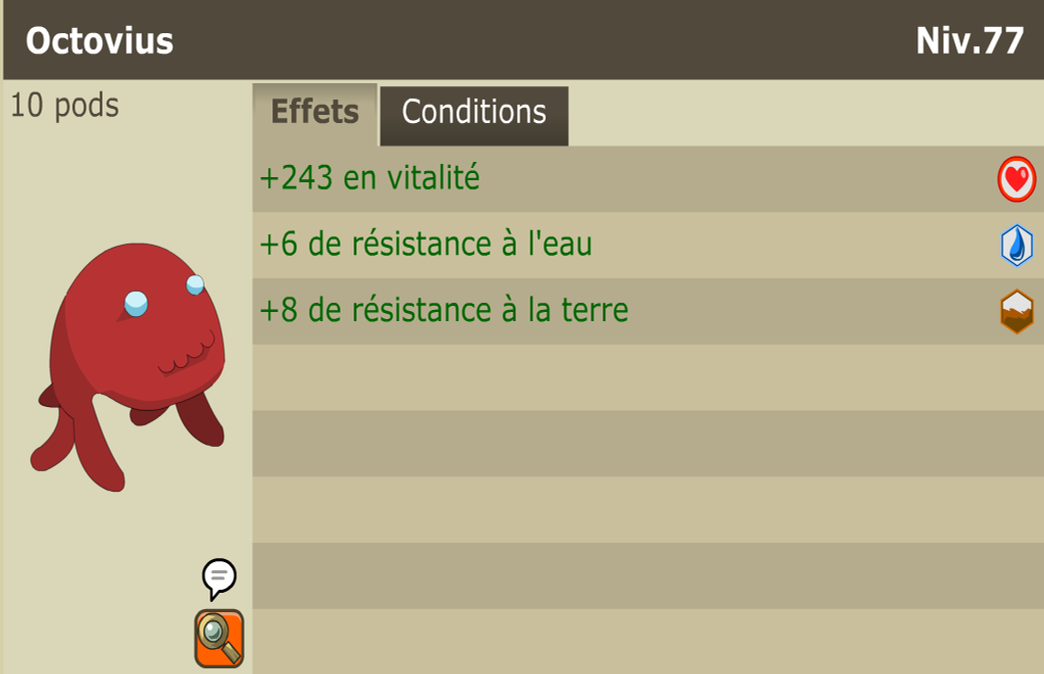 Octovius
Niv.77
10 pods
Effets
Conditions
+243 en vitalité
+6 de résistance à l'eau
+8 de résistance à la terre